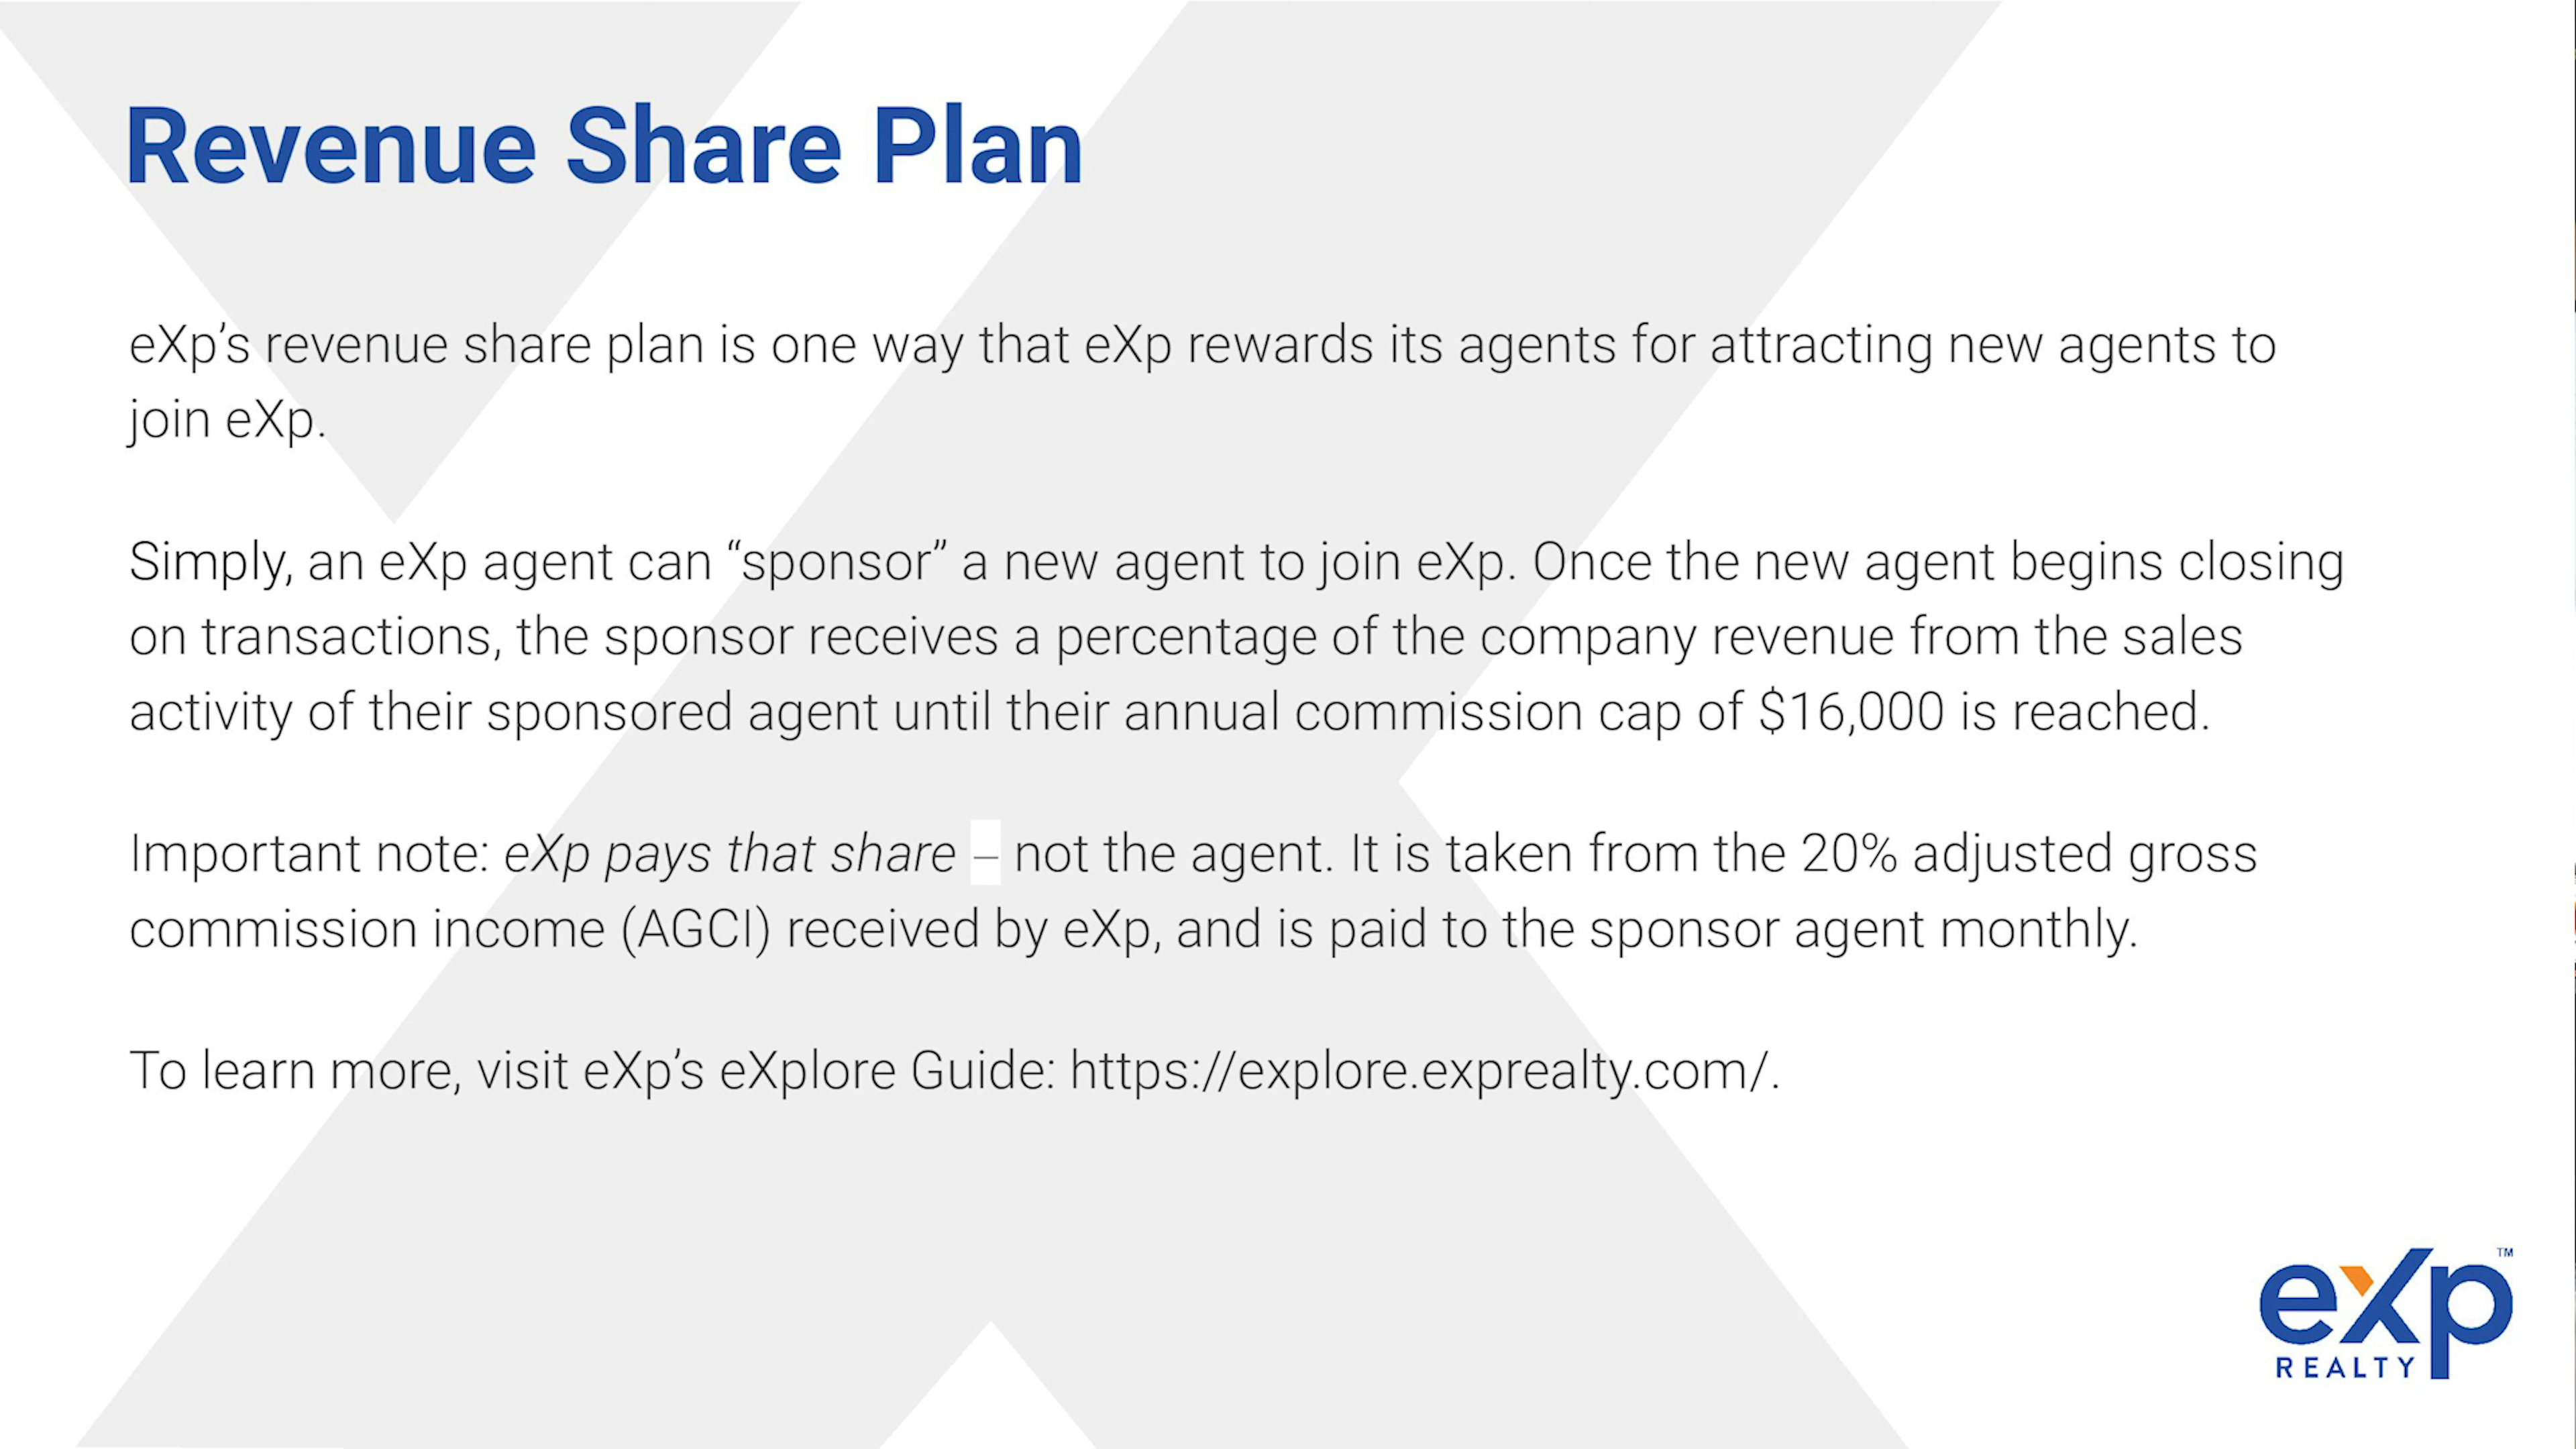 Revenue Share Plan
eXp’s revenue share plan is one way that eXp rewards its agents for attracting new agents to
join eXp.
Simply, an eXp agent can “sponsor” a new agent to join eXp. Once the new agent begins closing
on transactions, the sponsor receives a percentage of the company revenue from the sales
activity of their sponsored agent until their annual commission cap of $16,000 is reached.
Important note: eXp pays that share – not the agent. It is taken from the 20% adjusted gross
commission income (AGCI) received by eXp, and is paid to the sponsor agent monthly.
To learn more, visit eXp’s eXplore Guide: https://explore.exprealty.com/.
eXp™
REALTY